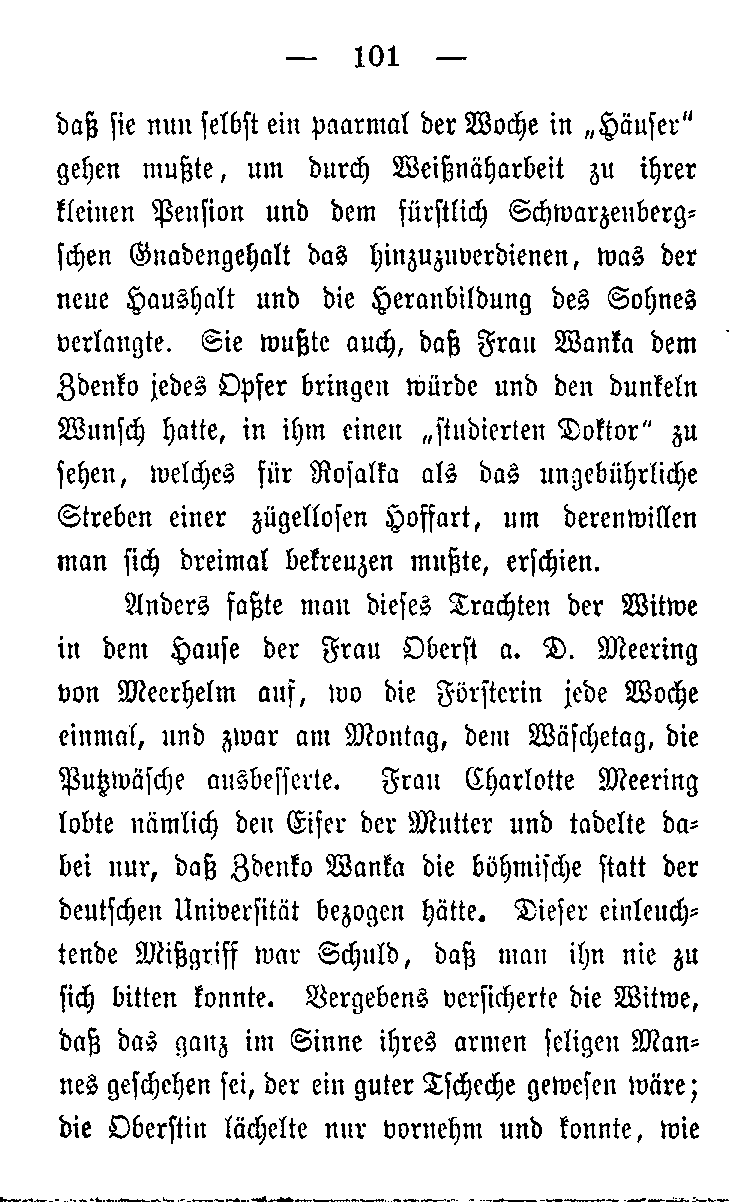 — 101 —
daß sie nun selbst ein paarmal der Woche in „Häuser“
gehen mußte, um durch Weißnäharbeit zu ihrer
kleinen Pension und dem fürstlich Schwarzenberg-
schen Gnadengehalt das hinzuzuverdienen, was der
neue Haushalt und die Heranbildung des Sohnes
verlangte. Sie wußte auch, daß Frau Wanka dem
Zdenko jedes Opfer bringen würde und den dunkeln
Wunsch hatte, in ihm einen „studierten Doktor“ zu
sehen, welches für Rosalka als das ungebührliche
Streben einer zügellosen Hoffart, um derenwillen
man sich dreimal bekreuzen mußte, erschien.
Anders faßte man dieses Trachten der Witwe
in dem Hause der Frau Oberst a. D. Meering
von Meerhelm auf, wo die Försterin jede Woche
einmal, und zwar am Montag, dem Wäschetag, die
Putzwäsche ausbesserte. Frau Charlotte Meering
lobte nämlich den Eifer der Mutter und tadelte da-
bei nur, daß Zdenko Wanka die böhmische statt der
deutschen Universität bezogen hätte. Dieser einleuch-
tende Mißgriff war Schuld, daß man ihn nie zu
sich bitten konnte. Vergebens versicherte die Witwe,
daß das ganz im Sinne ihres armen seligen Man-
nes geschehen sei, der ein guter Tscheche gewesen wäre;
die Oberstin lächelte nur vornehm und konnte, wie